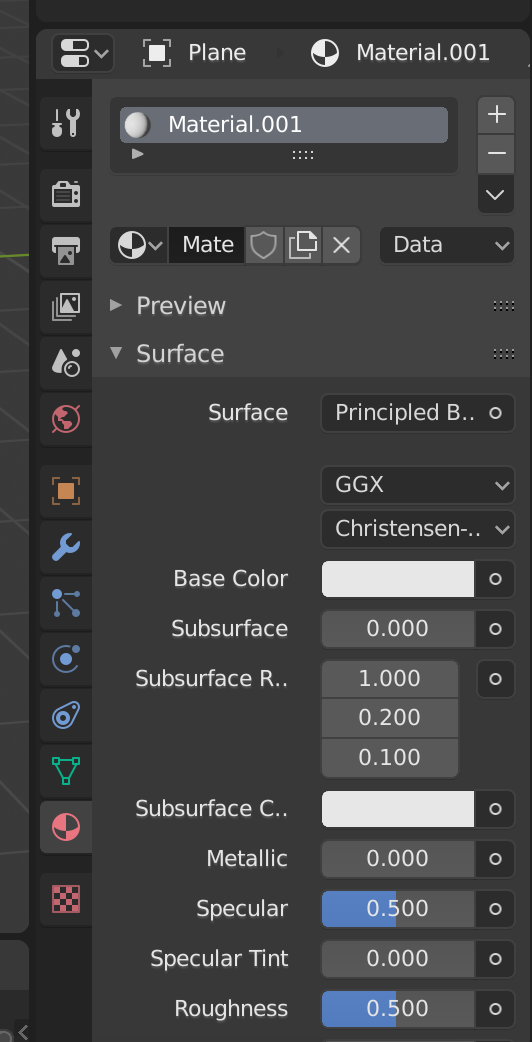 Plane Material.001
Material.001
Mate Data
Preview
Surface
Surface Principled B..
GGX
Christensen-..
Base Color
Subsurface 0.000
Subsurface R.. 1.000
0.200
0.100
Subsurface C..
Metallic 0.000
Specular 0.500
Specular Tint 0.000
Roughness 0.500